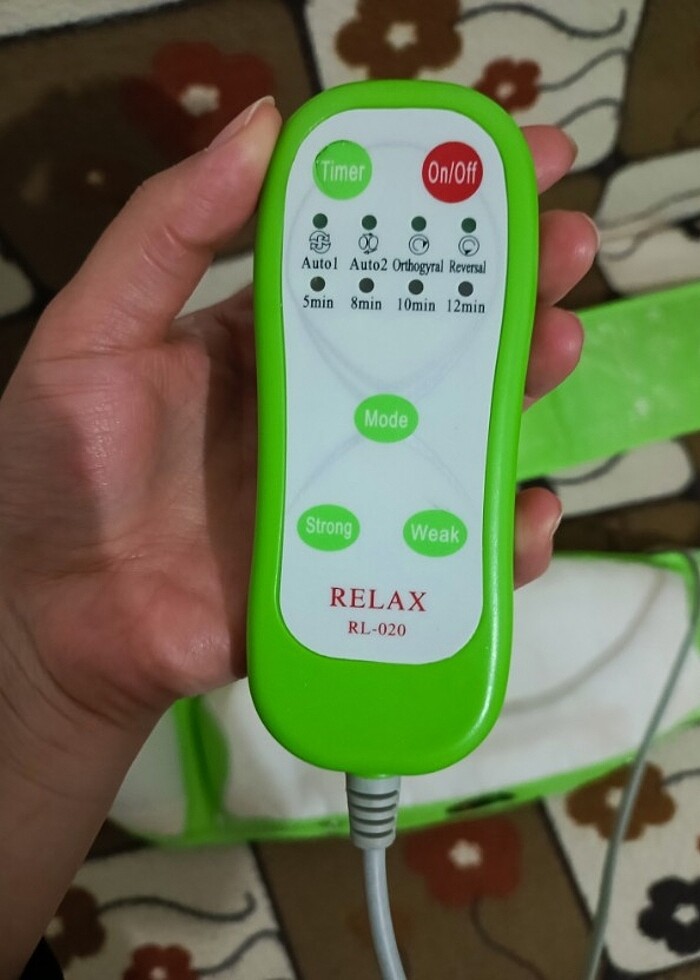 Timer On/Off
Auto1 Auto2 Orthogyral Reversal
5min 8min 10min 12min
Mode
Strong Weak
RELAX
RL-020